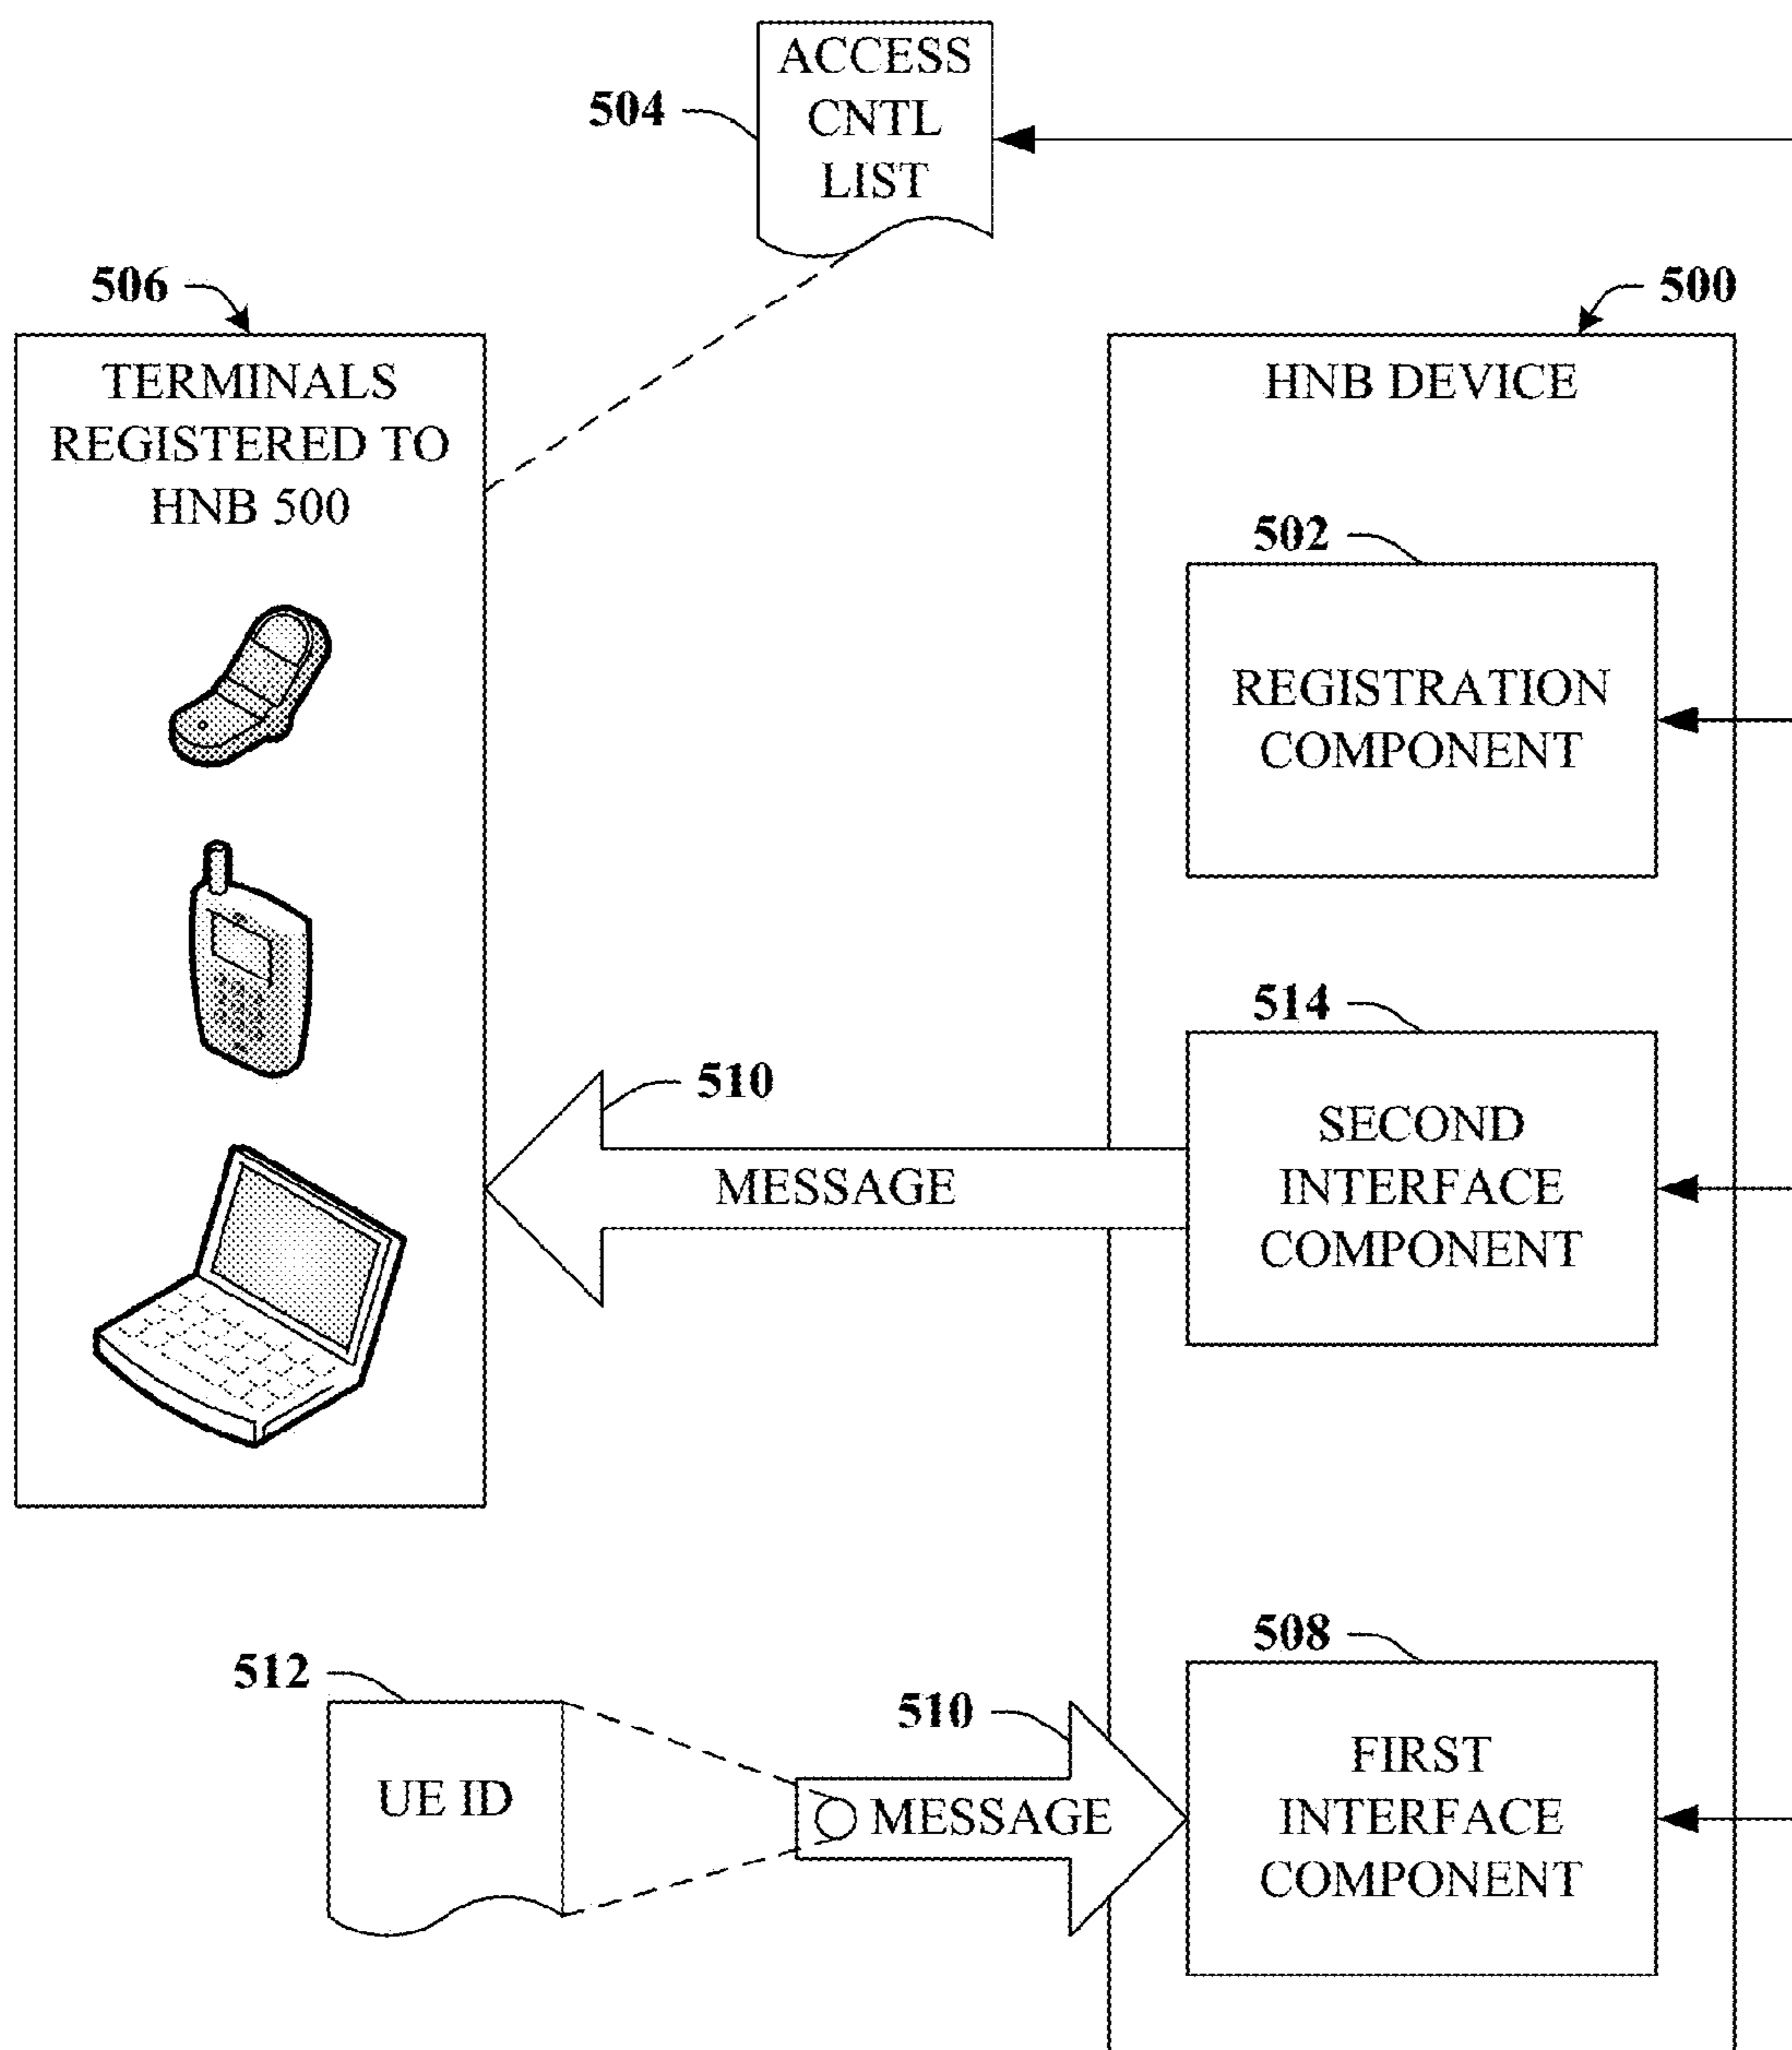 ACCESS
CNTL
LIST
504
506
500
TERMINALS
REGISTERED TO
HNB 500
HNB DEVICE
502
REGISTRATION
COMPONENT
514
510
SECOND
INTERFACE
COMPONENT
MESSAGE
508
512
510
FIRST
INTERFACE
COMPONENT
UE ID
MESSAGE